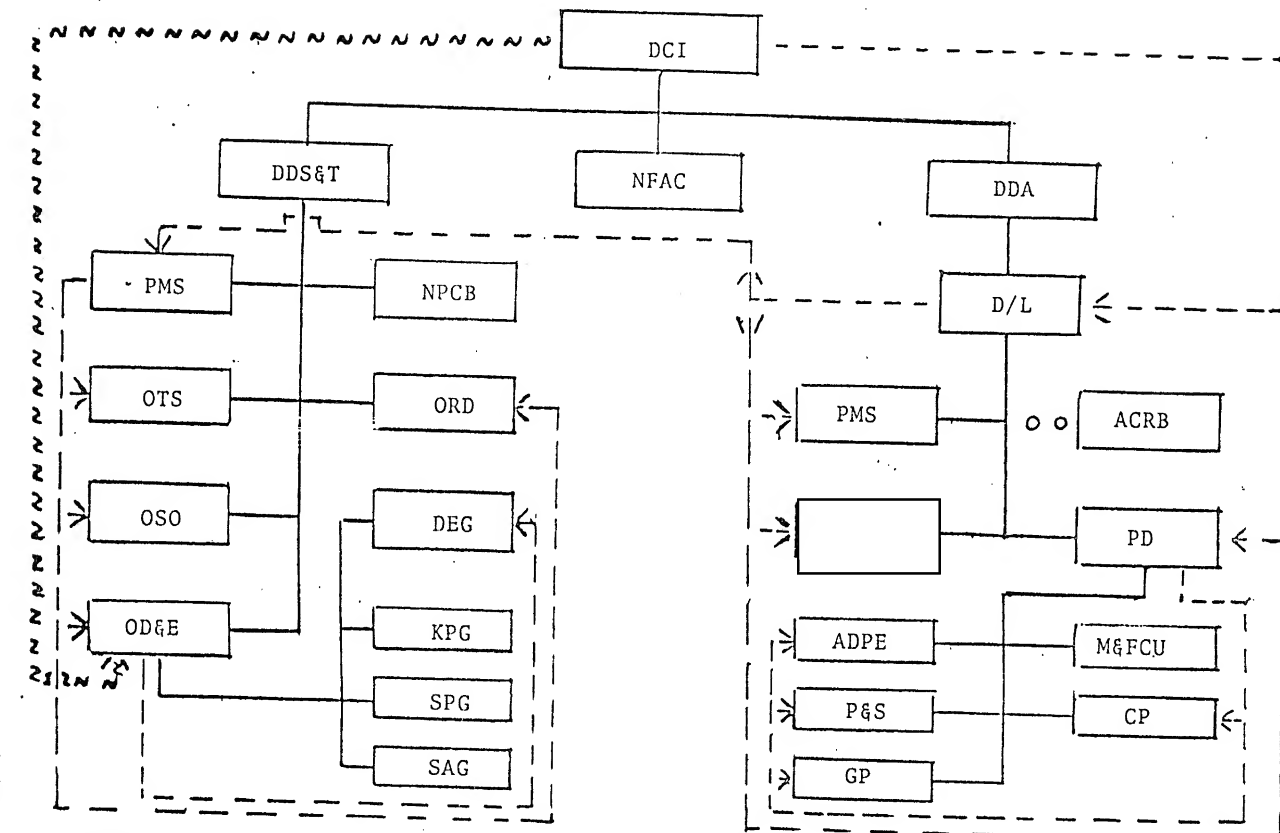 DCI
DDS&T
NFAC
DDA
PMS
NPCB
D/L
OTS
ORD
PMS
ACRB
OSO
DEG
PD
OD&E
KPG
ADPE
M&FCU
SPG
P&S
CP
SAG
GP